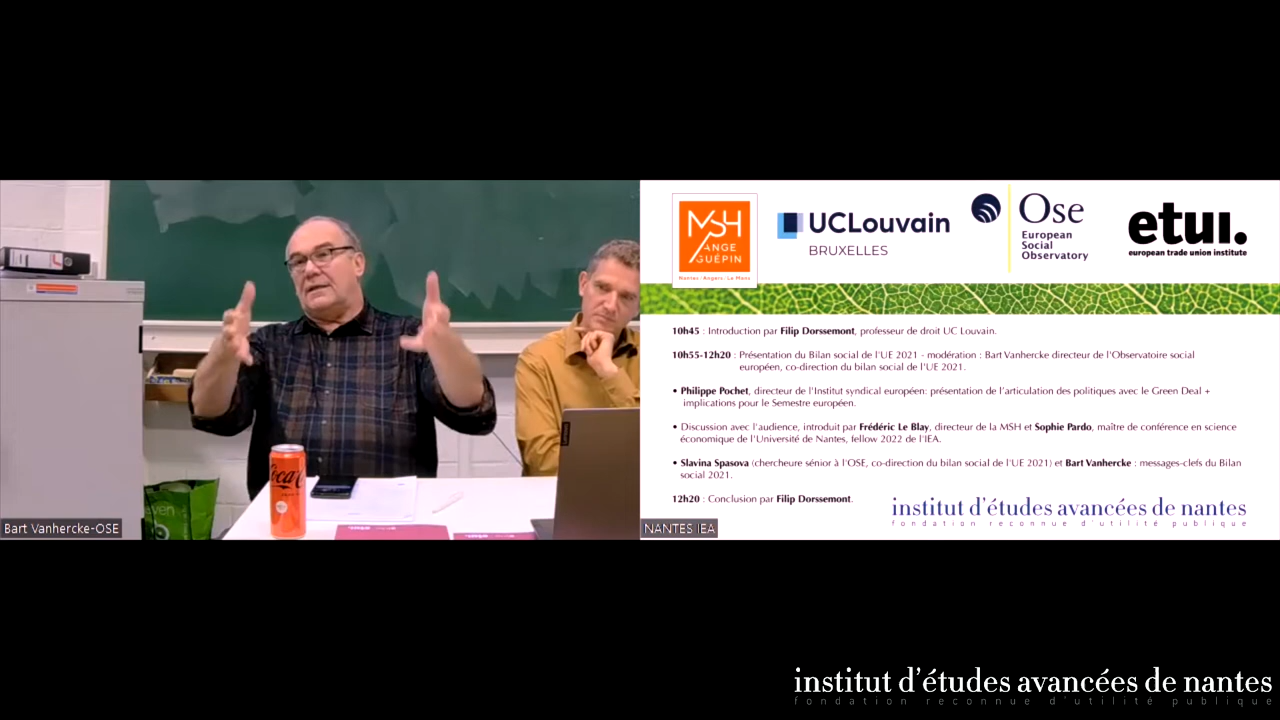 Coca-Cola
Lenovo
Bart Vanhercke-OSE
MSH
ANGE
GUÉPIN
Nantes Angers Le Mans
UCLouvain
BRUXELLES
Ose
European
Social
Observatory
etui.
european trade union institute
10h45 : Introduction par Filip Dorssemont, professeur de droit UC Louvain.
10h55-12h20 : Présentation du Bilan social de l'UE 2021 - modération : Bart Vanhercke directeur de l'Observatoire social
européen, co-direction du bilan social de l'UE 2021.
• Philippe Pochet, directeur de l'Institut syndical européen: présentation de l'articulation des politiques avec le Green Deal +
implications pour le Semestre européen.
• Discussion avec l'audience, introduit par Frédéric Le Blay, directeur de la MSH et Sophie Pardo, maître de conférence en science
économique de l'Université de Nantes, fellow 2022 de l'IEA.
• Slavina Spasova (chercheure sénior à l'OSE, co-direction du bilan social de l'UE 2021) et Bart Vanhercke : messages-clefs du Bilan
social 2021.
12h20 : Conclusion par Filip Dorssemont.
institut d'études avancées de nantes
fondation reconnue d'utilité publique
NANTES IEA
institut d'études avancées de nantes
fondation reconnue d'utilité publique